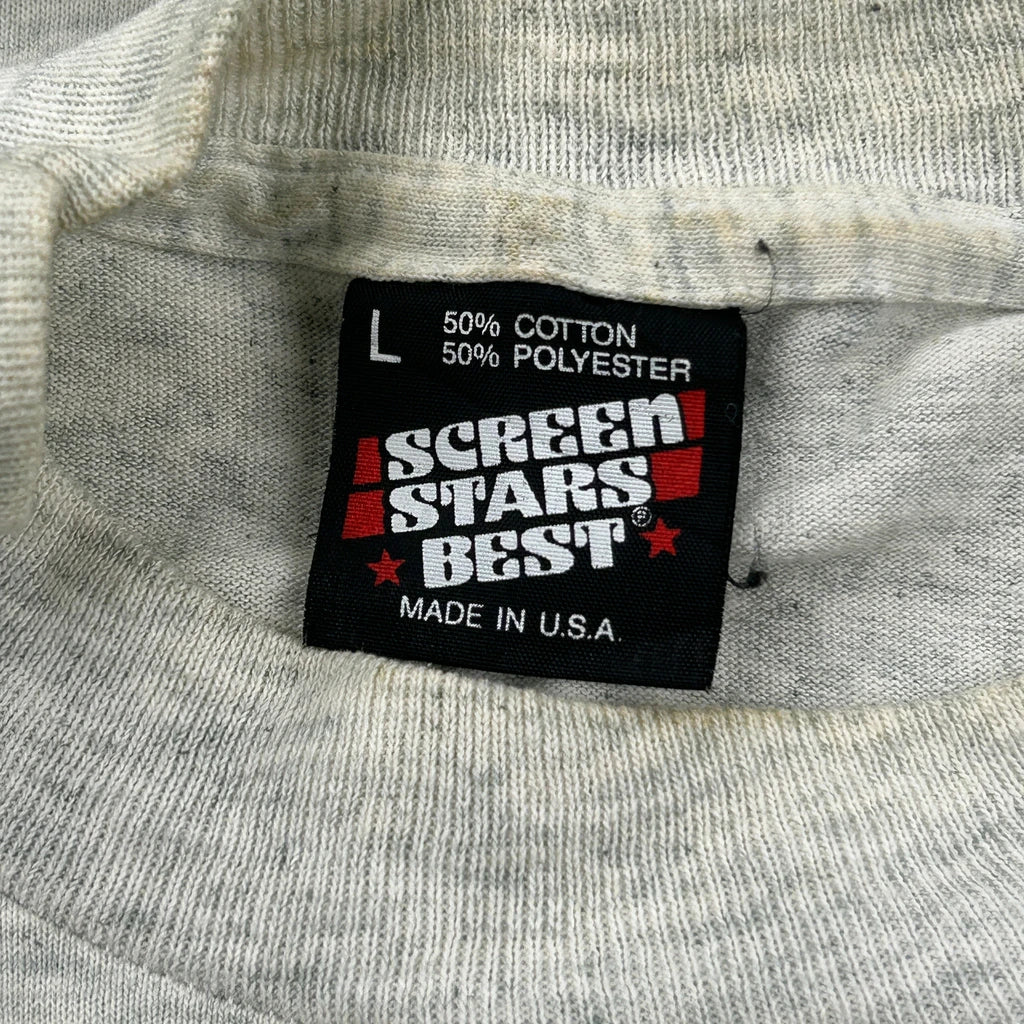 L
50% COTTON
50% POLYESTER
SCREEN
STARS
BEST®
MADE IN U.S.A.